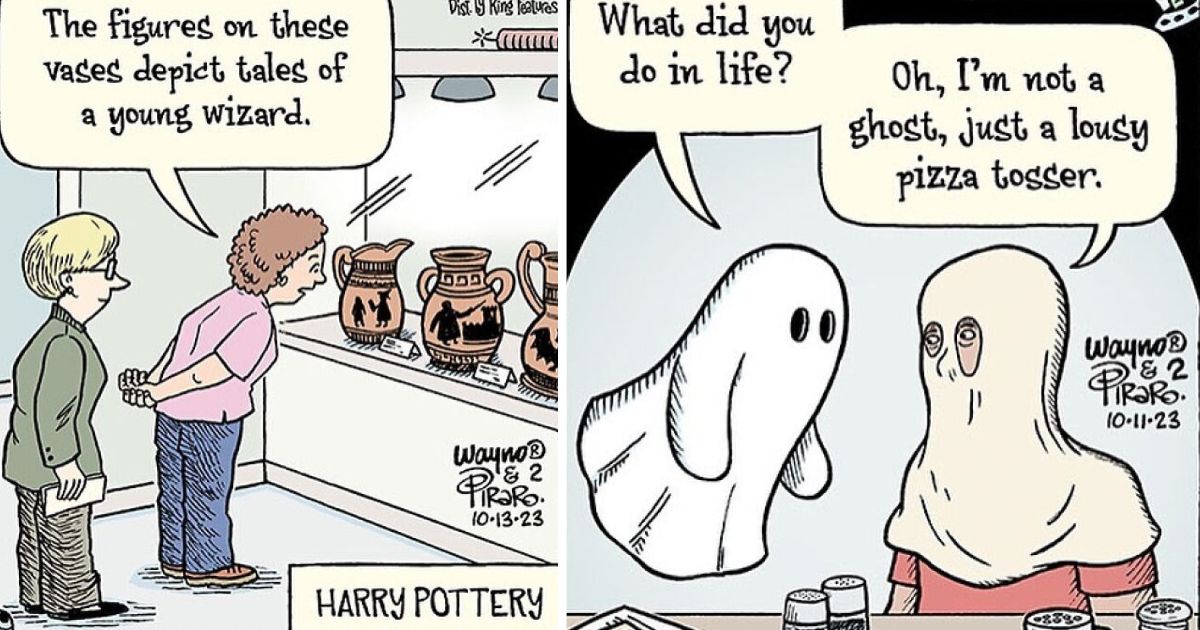 Dist. by King Features
The figures on these
vases depict tales of
a young wizard.
Wayno®
& 2
PiRaRo.
10•13•23
HARRY POTTERY
What did you
do in life?
Oh, I'm not a
ghost, just a lousy
pizza tosser.
Wayno®
& 2
PiRaRo.
10•11•23